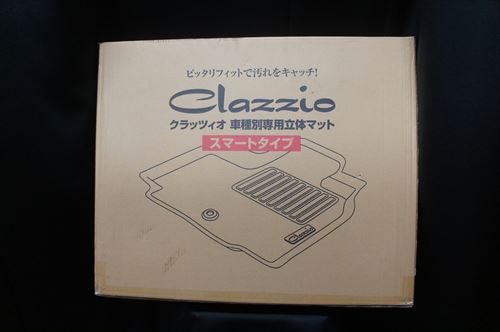 ピッタリフィットで汚れをキャッチ!
Clazzio
クラッツィオ 車種別専用立体マット
スマートタイプ
Clazzio